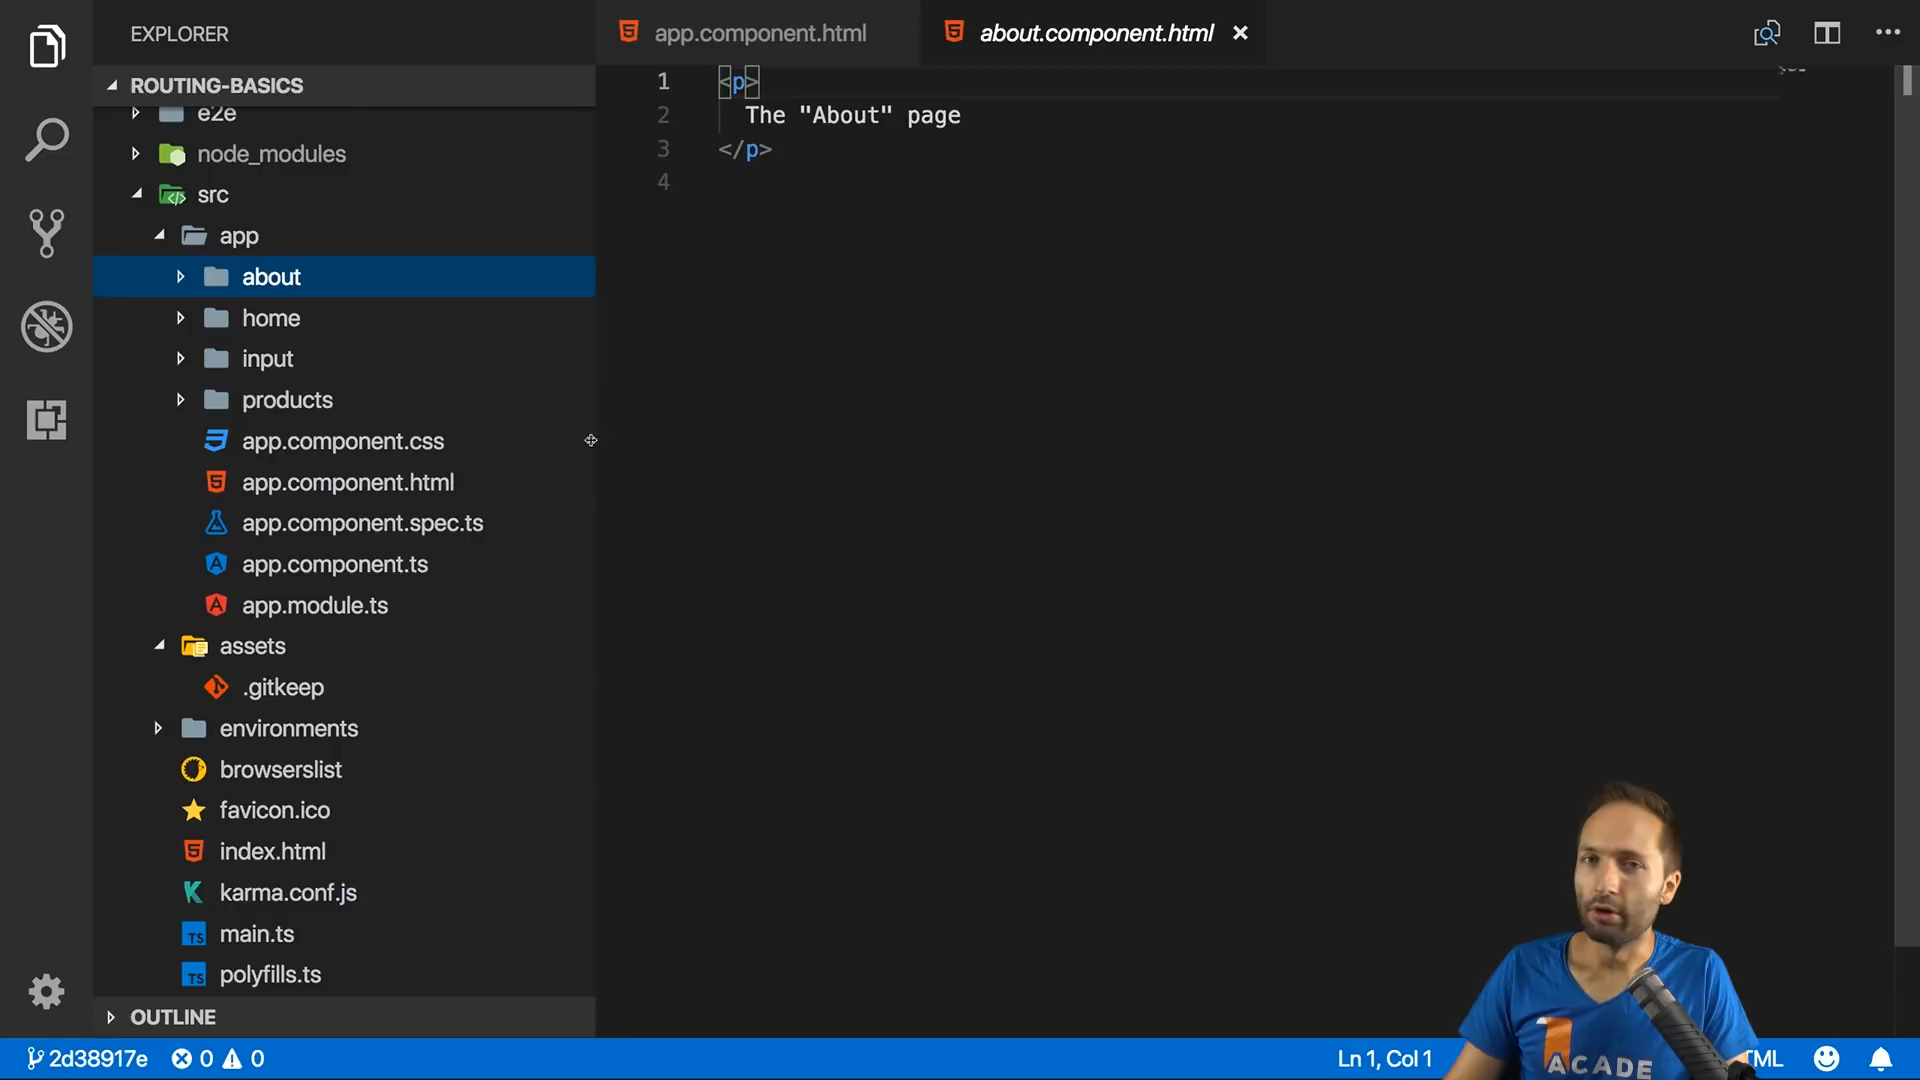 EXPLORER
ROUTING-BASICS
e2e
node_modules
src
app
about
home
input
products
app.component.css
app.component.html
app.component.spec.ts
app.component.ts
app.module.ts
assets
.gitkeep
environments
browserslist
favicon.ico
index.html
karma.conf.js
main.ts
polyfills.ts
OUTLINE
app.component.html
about.component.html
1 <p>
2 The "About" page
3 </p>
4
ACADE
2d38917e 0 0
Ln 1, Col 1
TML